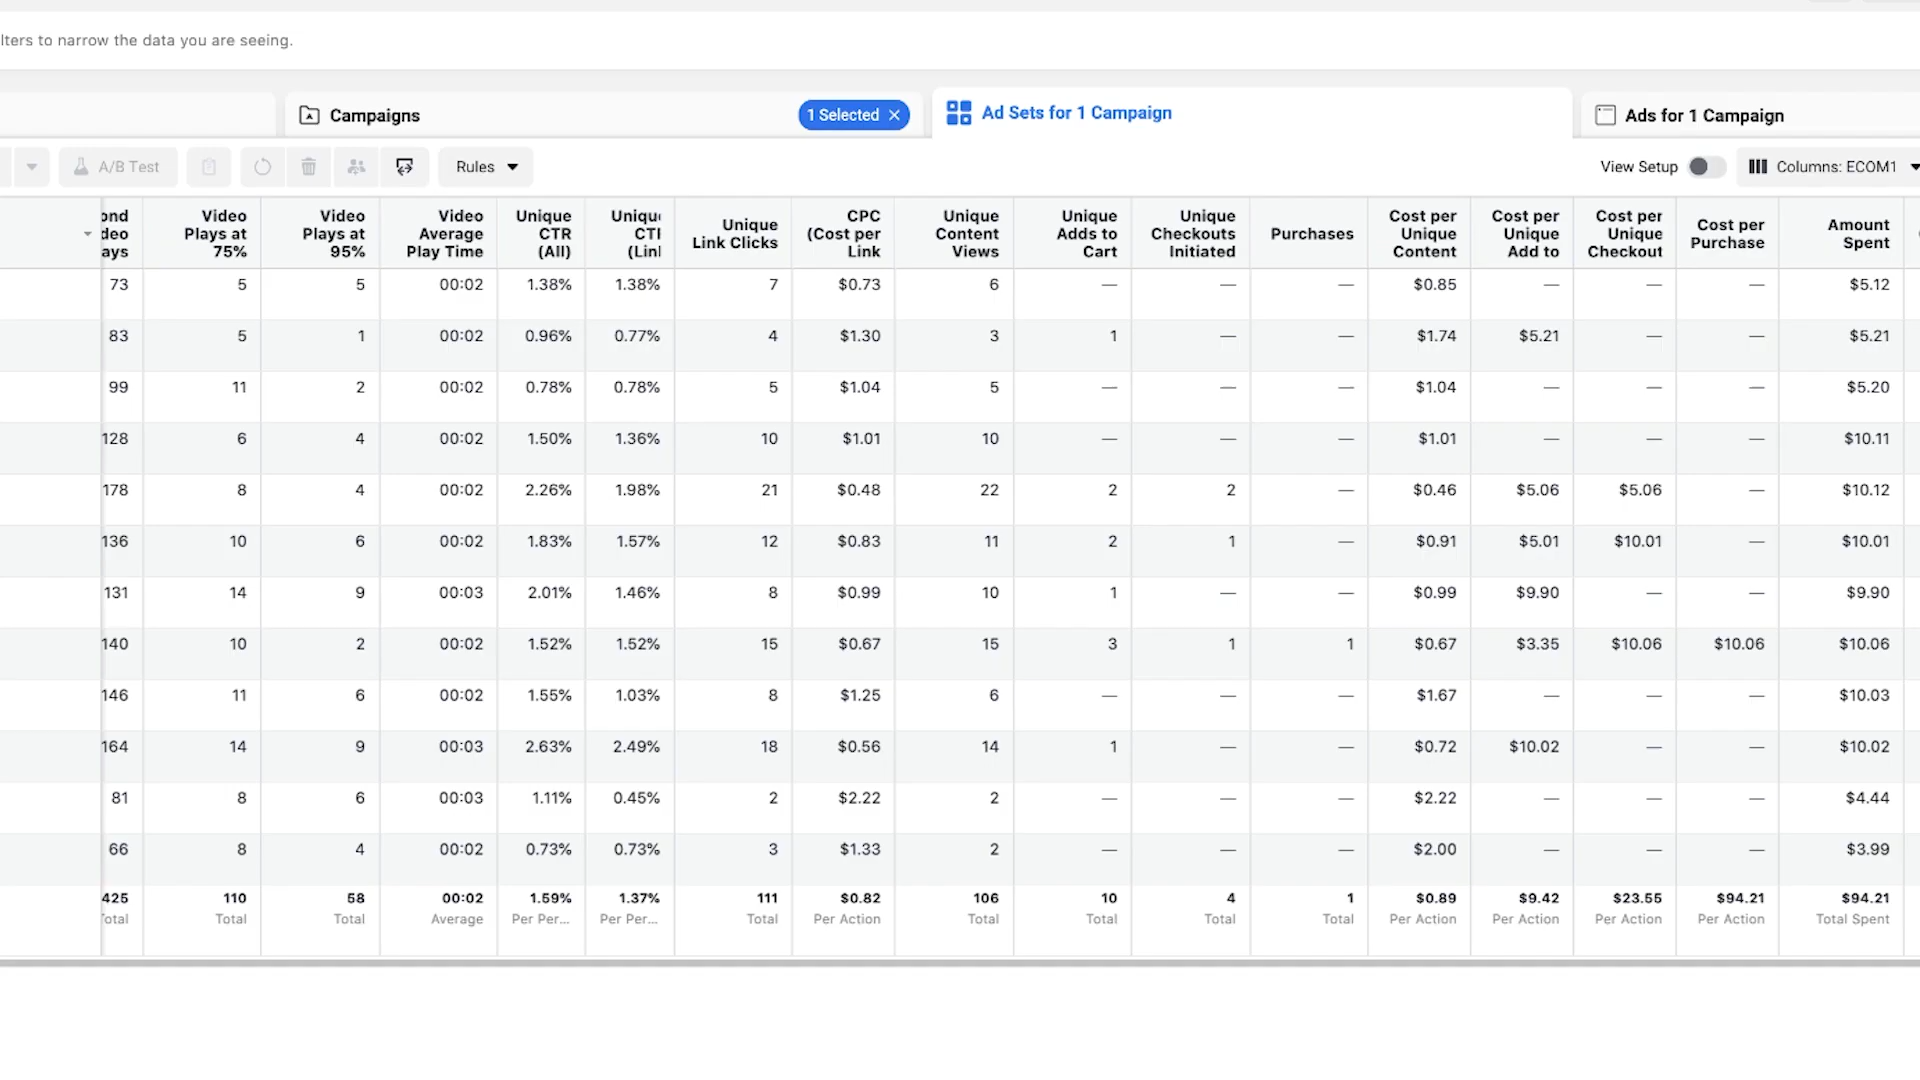 lters to narrow the data you are seeing.
Campaigns
1 Selected ×
Ad Sets for 1 Campaign
Ads for 1 Campaign
A/B Test
Rules
View Setup
Columns: ECOM1
ond deo ays
Video Plays at 75%
Video Plays at 95%
Video Average Play Time
Unique CTR (All)
Uniqu CTI (Linl
Unique Link Clicks
CPC (Cost per Link
Unique Content Views
Unique Adds to Cart
Unique Checkouts Initiated
Purchases
Cost per Unique Content
Cost per Unique Add to
Cost per Unique Checkout
Cost per Purchase
Amount Spent
73 5 5 00:02 1.38% 1.38% 7 $0.73 6 — — — $0.85 — — — $5.12
83 5 1 00:02 0.96% 0.77% 4 $1.30 3 1 — — $1.74 $5.21 — — $5.21
99 11 2 00:02 0.78% 0.78% 5 $1.04 5 — — — $1.04 — — — $5.20
128 6 4 00:02 1.50% 1.36% 10 $1.01 10 — — — $1.01 — — — $10.11
178 8 4 00:02 2.26% 1.98% 21 $0.48 22 2 2 — $0.46 $5.06 $5.06 — $10.12
136 10 6 00:02 1.83% 1.57% 12 $0.83 11 2 1 — $0.91 $5.01 $10.01 — $10.01
131 14 9 00:03 2.01% 1.46% 8 $0.99 10 1 — — $0.99 $9.90 — — $9.90
140 10 2 00:02 1.52% 1.52% 15 $0.67 15 3 1 1 $0.67 $3.35 $10.06 $10.06 $10.06
146 11 6 00:02 1.55% 1.03% 8 $1.25 6 — — — $1.67 — — — $10.03
164 14 9 00:03 2.63% 2.49% 18 $0.56 14 1 — — $0.72 $10.02 — — $10.02
81 8 6 00:03 1.11% 0.45% 2 $2.22 2 — — — $2.22 — — — $4.44
66 8 4 00:02 0.73% 0.73% 3 $1.33 2 — — — $2.00 — — — $3.99
425 110 58 00:02 1.59% 1.37% 111 $0.82 106 10 4 1 $0.89 $9.42 $23.55 $94.21 $94.21
Total Total Total Average Per Per... Per Per... Total Per Action Total Total Total Total Per Action Per Action Per Action Per Action Total Spent